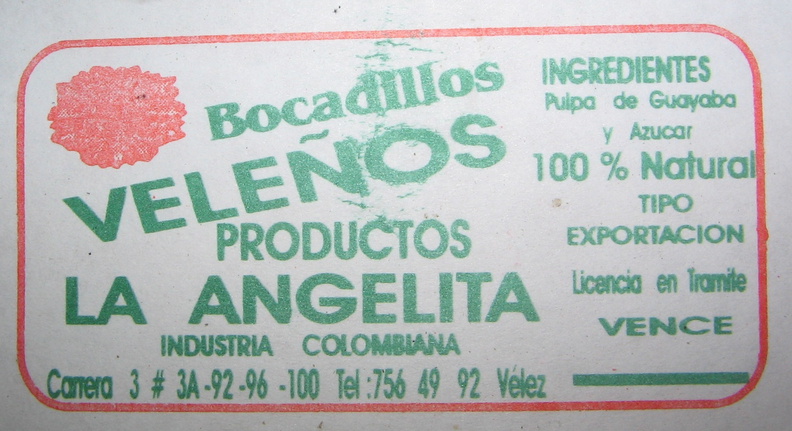 Bocadillos
VELEÑOS
PRODUCTOS
LA ANGELITA
INDUSTRIA COLOMBIANA
Carrera 3 # 3A-92-96 -100 Tel :756 49 92 Vélez
INGREDIENTES
Pulpa de Guayaba
y Azucar
100 % Natural
TIPO
EXPORTACION
Licencia en Tramite
VENCE